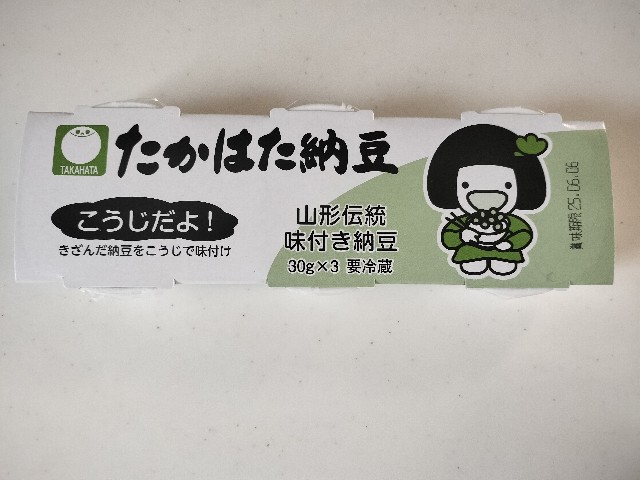 TAKAHATA
たかはた納豆
こうじだよ！
きざんだ納豆をこうじで味付け
山形伝統
味付き納豆
30g×3 要冷蔵
賞味期限 25.06.06